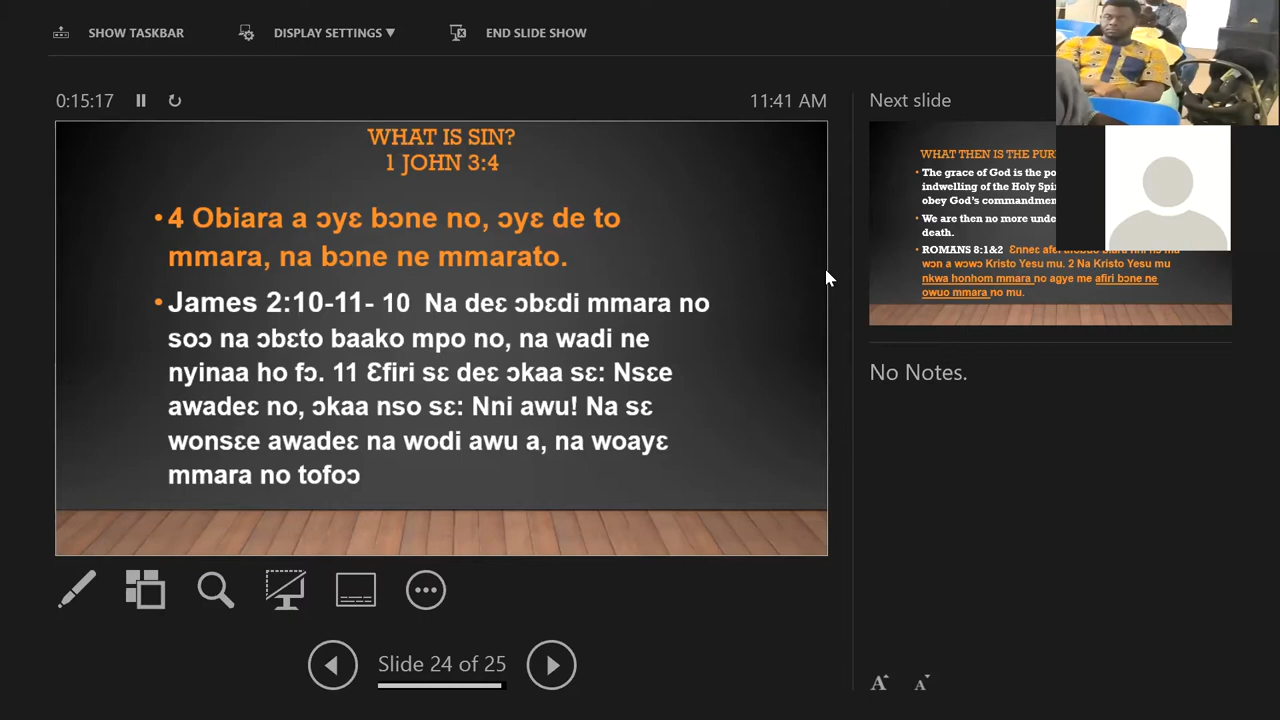 SHOW TASKBAR
DISPLAY SETTINGS ▼
END SLIDE SHOW
0:15:17
11:41 AM
WHAT IS SIN?
1 JOHN 3:4
• 4 Obiara a ɔyɛ bɔne no, ɔyɛ de to
mmara, na bɔne ne mmarato.
• James 2:10-11- 10 Na deɛ ɔbɛdi mmara no
soɔ na ɔbɛto baako mpo no, na wadi ne
nyinaa ho fɔ. 11 Ɛfiri sɛ deɛ ɔkaa sɛ: Nsɛe
awadeɛ no, ɔkaa nso sɛ: Nni awu! Na sɛ
wonsɛe awadeɛ na wodi awu a, na woayɛ
mmara no tofoɔ
Slide 24 of 25
Next slide
WHAT THEN IS THE
• The grace of God is the
indwelling of the Holy
obey God's
• We are then no more
death.
• ROMANS 8:1&2
wɔn a wɔwɔ Kristo Yesu mu. 2 Na Kristo Yesu mu
nkwa honhom mmara no agye me afiri bɔne ne
owuo mmara no mu.
No Notes.
A A